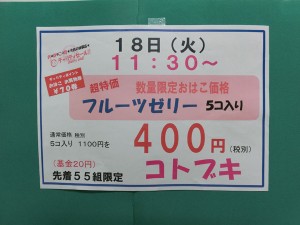 18日（火）
11：30〜
超特価
数量限定おはこ価格
フルーツゼリー 5コ入り
通常価格 税別
5コ入り 1100円を
400円(税別)
(基金20円)
先着55組限定
コトブキ